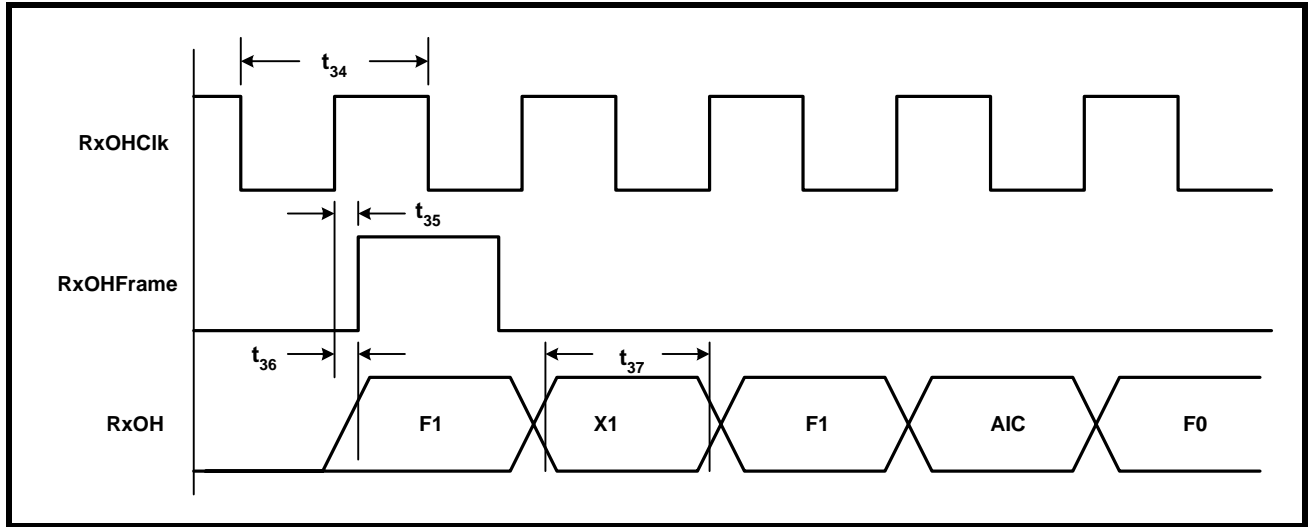 t34
RxOHClk
t35
RxOHFrame
t36
t37
RxOH
F1
X1
F1
AIC
F0